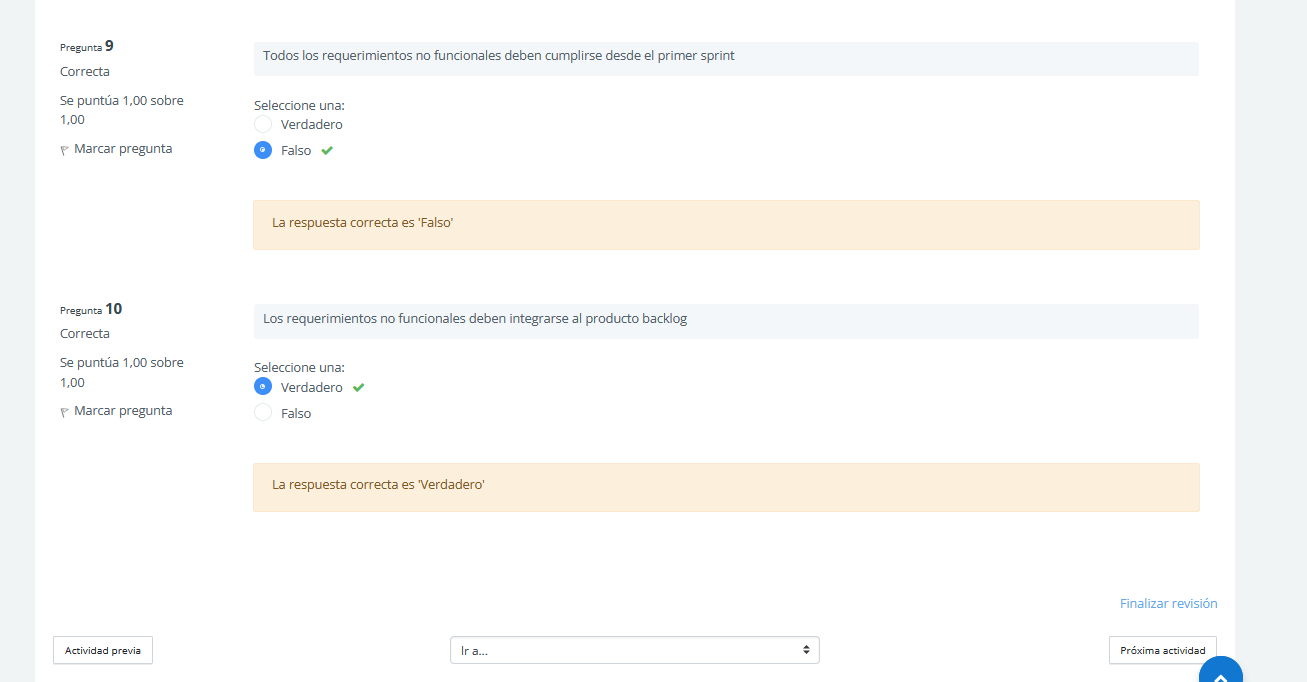 Pregunta 9
Correcta
Se puntúa 1,00 sobre
1,00
Marcar pregunta
Todos los requerimientos no funcionales deben cumplirse desde el primer sprint
Seleccione una:
Verdadero
Falso
La respuesta correcta es 'Falso'
Pregunta 10
Correcta
Se puntúa 1,00 sobre
1,00
Marcar pregunta
Los requerimientos no funcionales deben integrarse al producto backlog
Seleccione una:
Verdadero
Falso
La respuesta correcta es 'Verdadero'
Finalizar revisión
Actividad previa
Ir a...
Próxima actividad